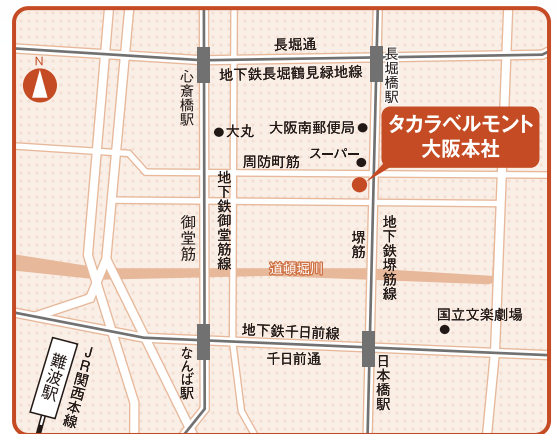 長堀通
N
心斎橋駅
地下鉄長堀鶴見緑地線
長堀橋駅
大丸
大阪南郵便局
タカラベルモント
大阪本社
スーパー
周防町筋
地下鉄御堂筋線
御堂筋
堺筋
地下鉄堺筋線
道頓堀川
国立文楽劇場
地下鉄千日前線
千日前通
なんば駅
日本橋駅
難波駅
JR関西本線